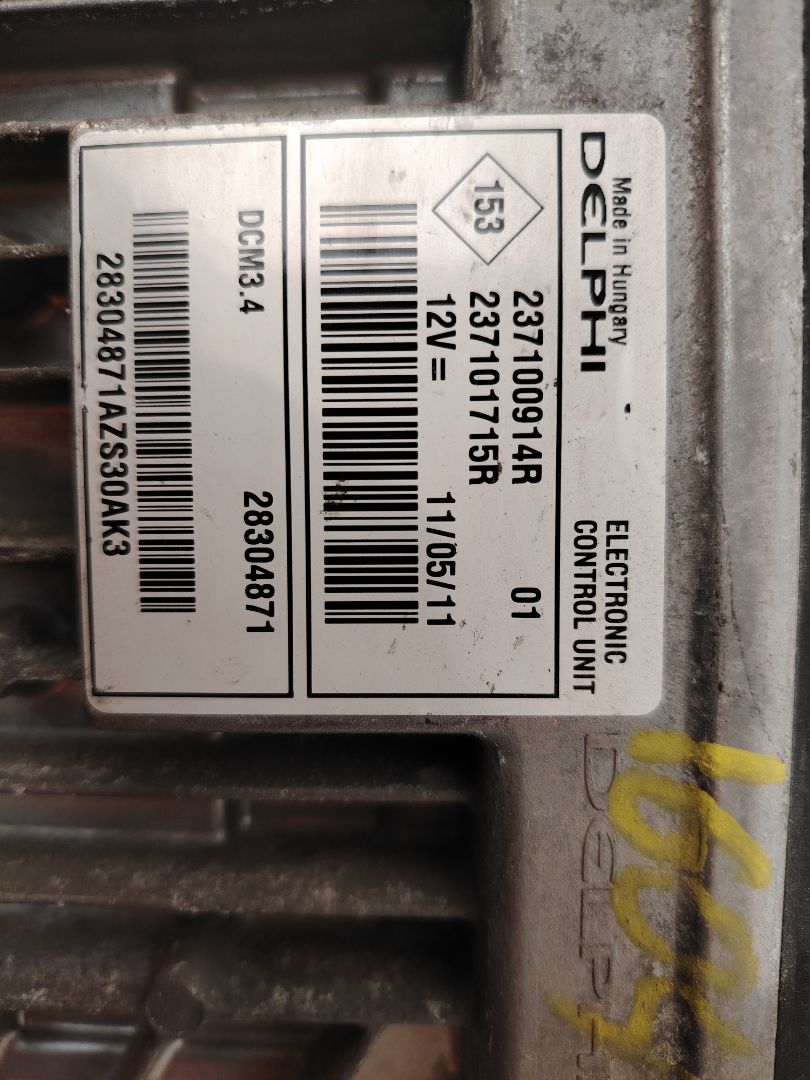 Made in Hungary
DELPHI
ELECTRONIC
CONTROL UNIT
153
237100914R 01
237101715R
12V= 11/05/11
DCM3.4 28304871
28304871AZS30AK3
DELPHI